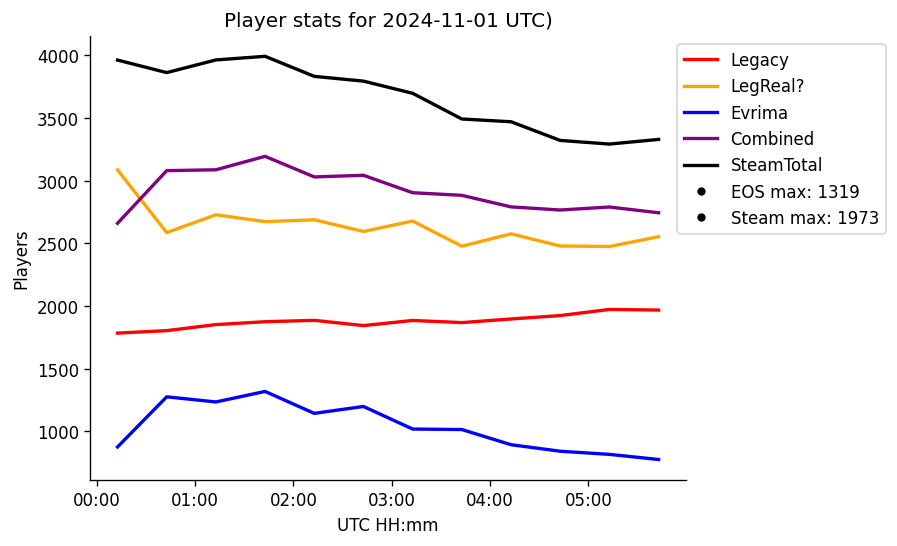 Player stats for 2024-11-01 UTC)
Legacy
LegReal?
Evrima
Combined
SteamTotal
EOS max: 1319
Steam max: 1973
Players
4000
3500
3000
2500
2000
1500
1000
00:00 01:00 02:00 03:00 04:00 05:00
UTC HH:mm